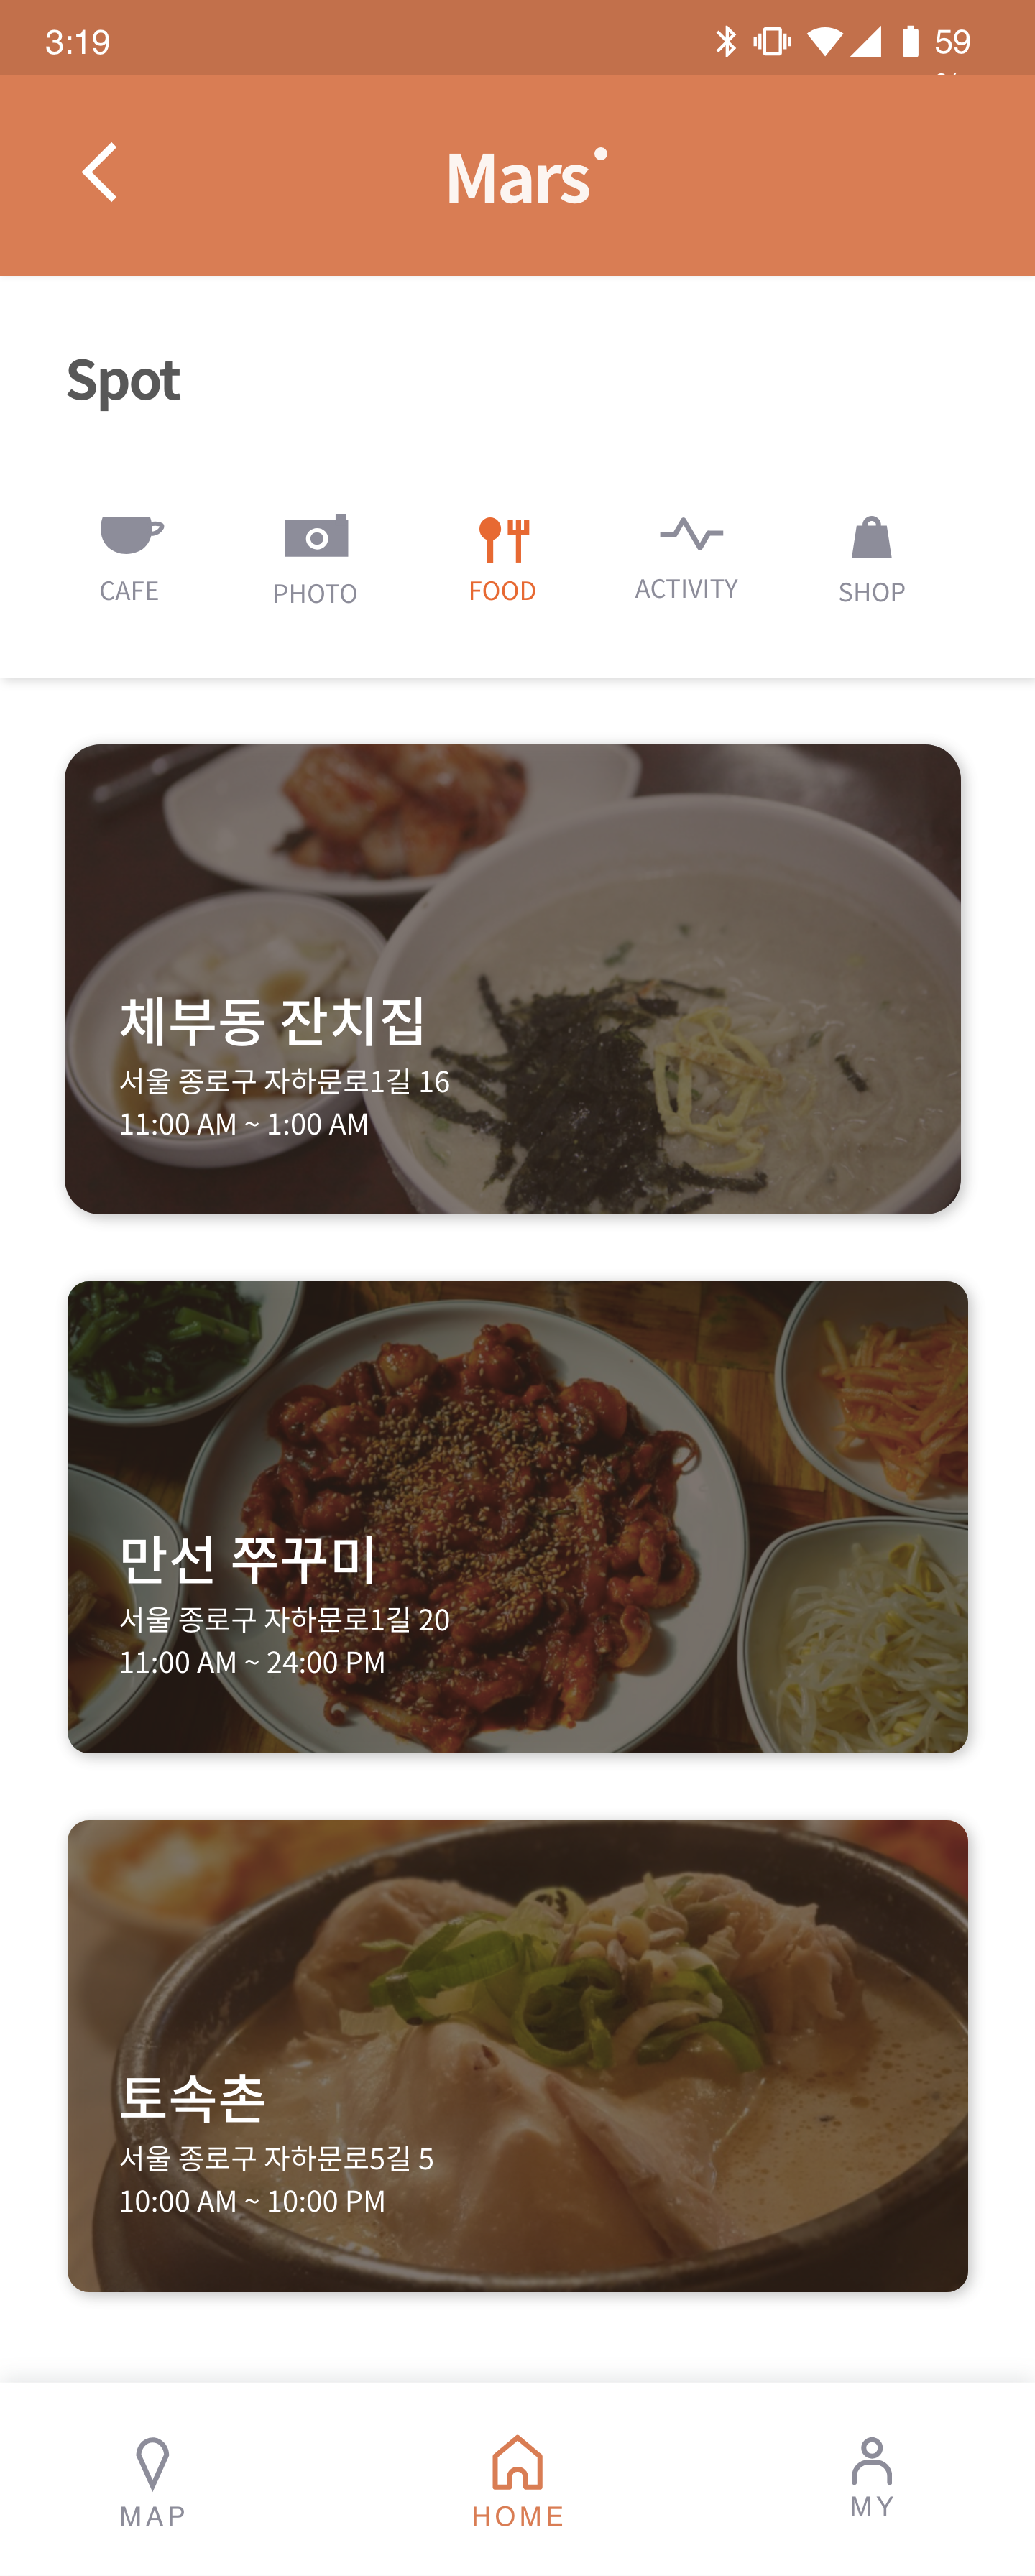 3:19
59
Mars
Spot
CAFE
PHOTO
FOOD
ACTIVITY
SHOP
체부동 잔치집
서울 종로구 자하문로1길 16
11:00 AM ~ 1:00 AM
만선 쭈꾸미
서울 종로구 자하문로1길 20
11:00 AM ~ 24:00 PM
토속촌
서울 종로구 자하문로5길 5
10:00 AM ~ 10:00 PM
MAP
HOME
MY